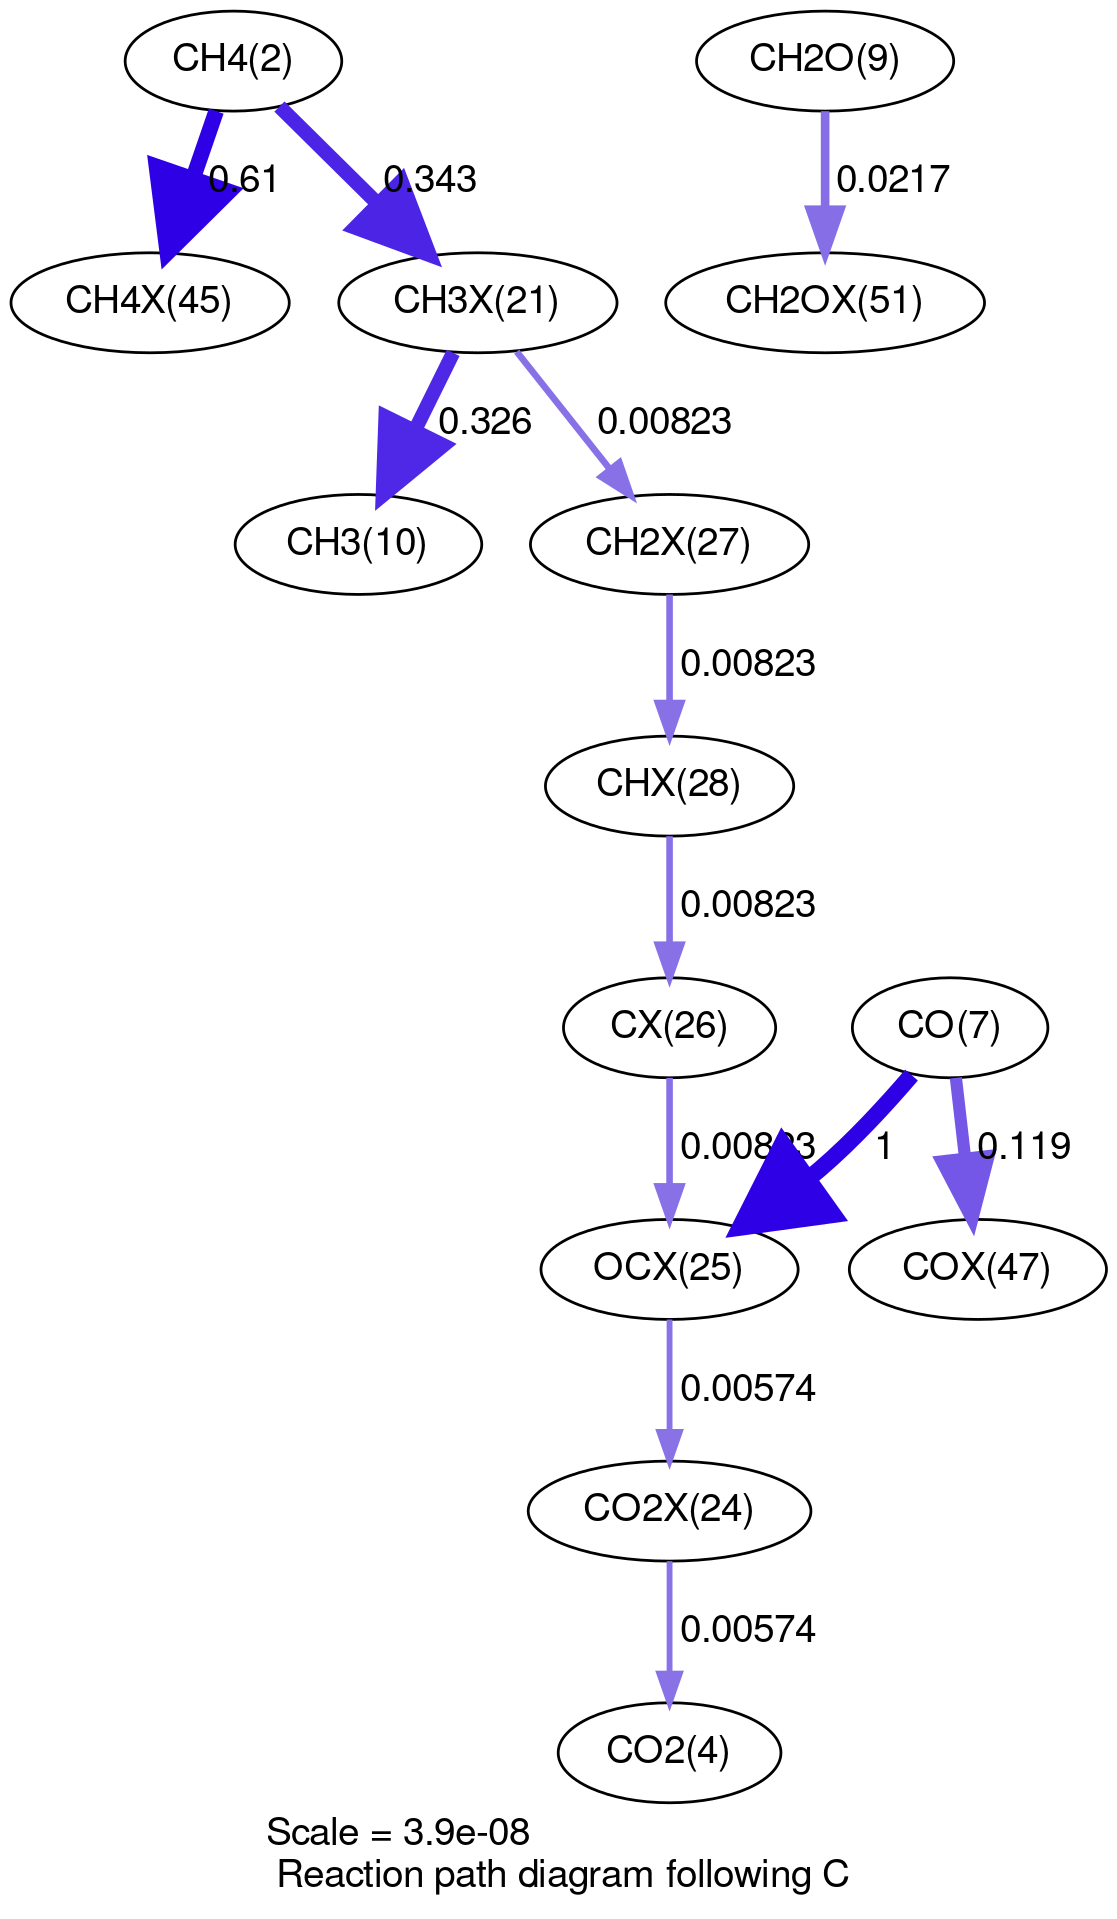 CH4(2)
CH2O(9)
0.61
0.343
0.0217
CH4X(45)
CH3X(21)
CH2OX(51)
0.326
0.00823
CH3(10)
CH2X(27)
0.00823
CHX(28)
0.00823
CX(26)
CO(7)
0.00823
1
0.119
OCX(25)
COX(47)
0.00574
CO2X(24)
0.00574
CO2(4)
Scale = 3.9e-08
Reaction path diagram following C